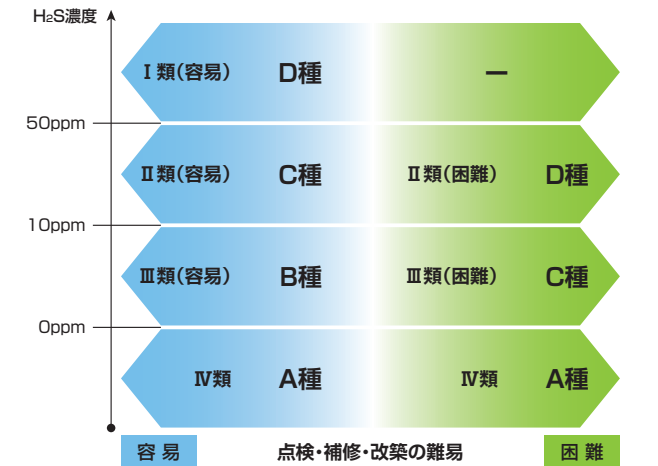 H₂S濃度
Ⅰ類(容易) D種 ー
50ppm
Ⅱ類(容易) C種 Ⅱ類(困難) D種
10ppm
Ⅲ類(容易) B種 Ⅲ類(困難) C種
0ppm
Ⅳ類 A種 Ⅳ類 A種
容易 点検・補修・改築の難易 困難